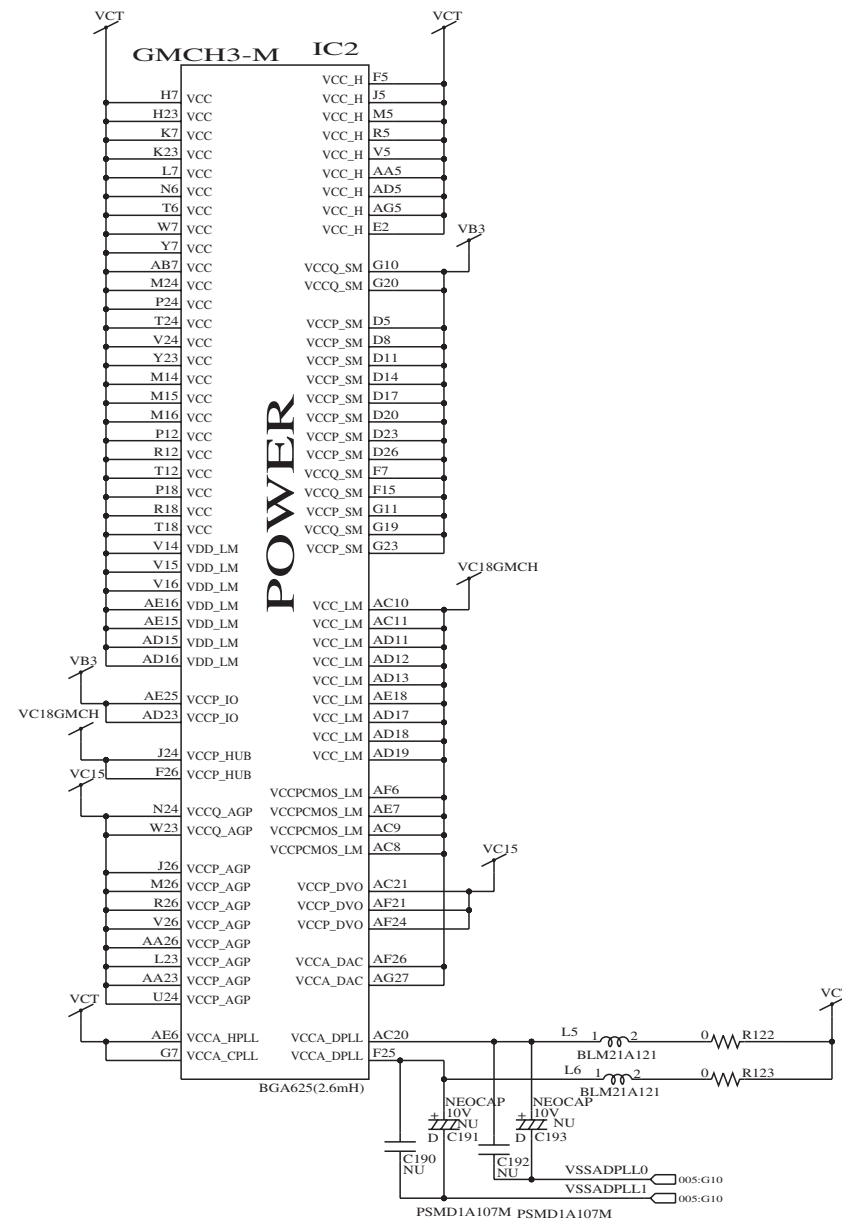 VCT
VCT
GMCH3-M IC2
VCC_H F5
H7 VCC VCC_H J5
H23 VCC VCC_H M5
K7 VCC VCC_H R5
K23 VCC VCC_H V5
L7 VCC VCC_H AA5
N6 VCC VCC_H AD5
T6 VCC VCC_H AG5
W7 VCC VCC_H E2
VB3
Y7 VCC
AB7 VCC VCCQ_SM G10
M24 VCC VCCQ_SM G20
P24 VCC
T24 VCC VCCP_SM D5
V24 VCC VCCP_SM D8
Y23 VCC VCCP_SM D11
M14 VCC VCCP_SM D14
M15 VCC VCCP_SM D17
M16 VCC VCCP_SM D20
P12 VCC VCCP_SM D23
R12 VCC VCCP_SM D26
T12 VCC VCCQ_SM F7
P18 VCC VCCQ_SM F15
R18 VCC VCCP_SM G11
T18 VCC VCCQ_SM G19
V14 VDD_LM VCCP_SM G23
POWER
V15 VDD_LM
VC18GMCH
V16 VDD_LM
AE16 VDD_LM VCC_LM AC10
AE15 VDD_LM VCC_LM AC11
AD15 VDD_LM VCC_LM AD11
AD16 VDD_LM VCC_LM AD12
VB3
VCC_LM AD13
AE25 VCCP_IO VCC_LM AE18
AD23 VCCP_IO VCC_LM AD17
VC18GMCH
VCC_LM AD18
J24 VCCP_HUB VCC_LM AD19
F26 VCCP_HUB
VC15
VCCPCMOS_LM AF6
N24 VCCQ_AGP VCCPCMOS_LM AE7
W23 VCCQ_AGP VCCPCMOS_LM AC9
VCCPCMOS_LM AC8
VC15
J26 VCCP_AGP
M26 VCCP_AGP VCCP_DVO AC21
R26 VCCP_AGP VCCP_DVO AF21
V26 VCCP_AGP VCCP_DVO AF24
AA26 VCCP_AGP
L23 VCCP_AGP VCCA_DAC AF26
AA23 VCCP_AGP VCCA_DAC AG27
U24 VCCP_AGP
VCT
AE6 VCCA_HPLL VCCA_DPLL AC20 L5 1 2 0 R122
BLM21A121
G7 VCCA_CPLL VCCA_DPLL F25
L6 1 2 0 R123
BLM21A121
BGA625(2.6mH)
NEOCAP NEOCAP
+ 10V + 10V
NU NU
D C191 D C193
C190 C192
NU NU
VSSADPLL0 005:G10
VSSADPLL1 005:G10
PSMD1A107M PSMD1A107M